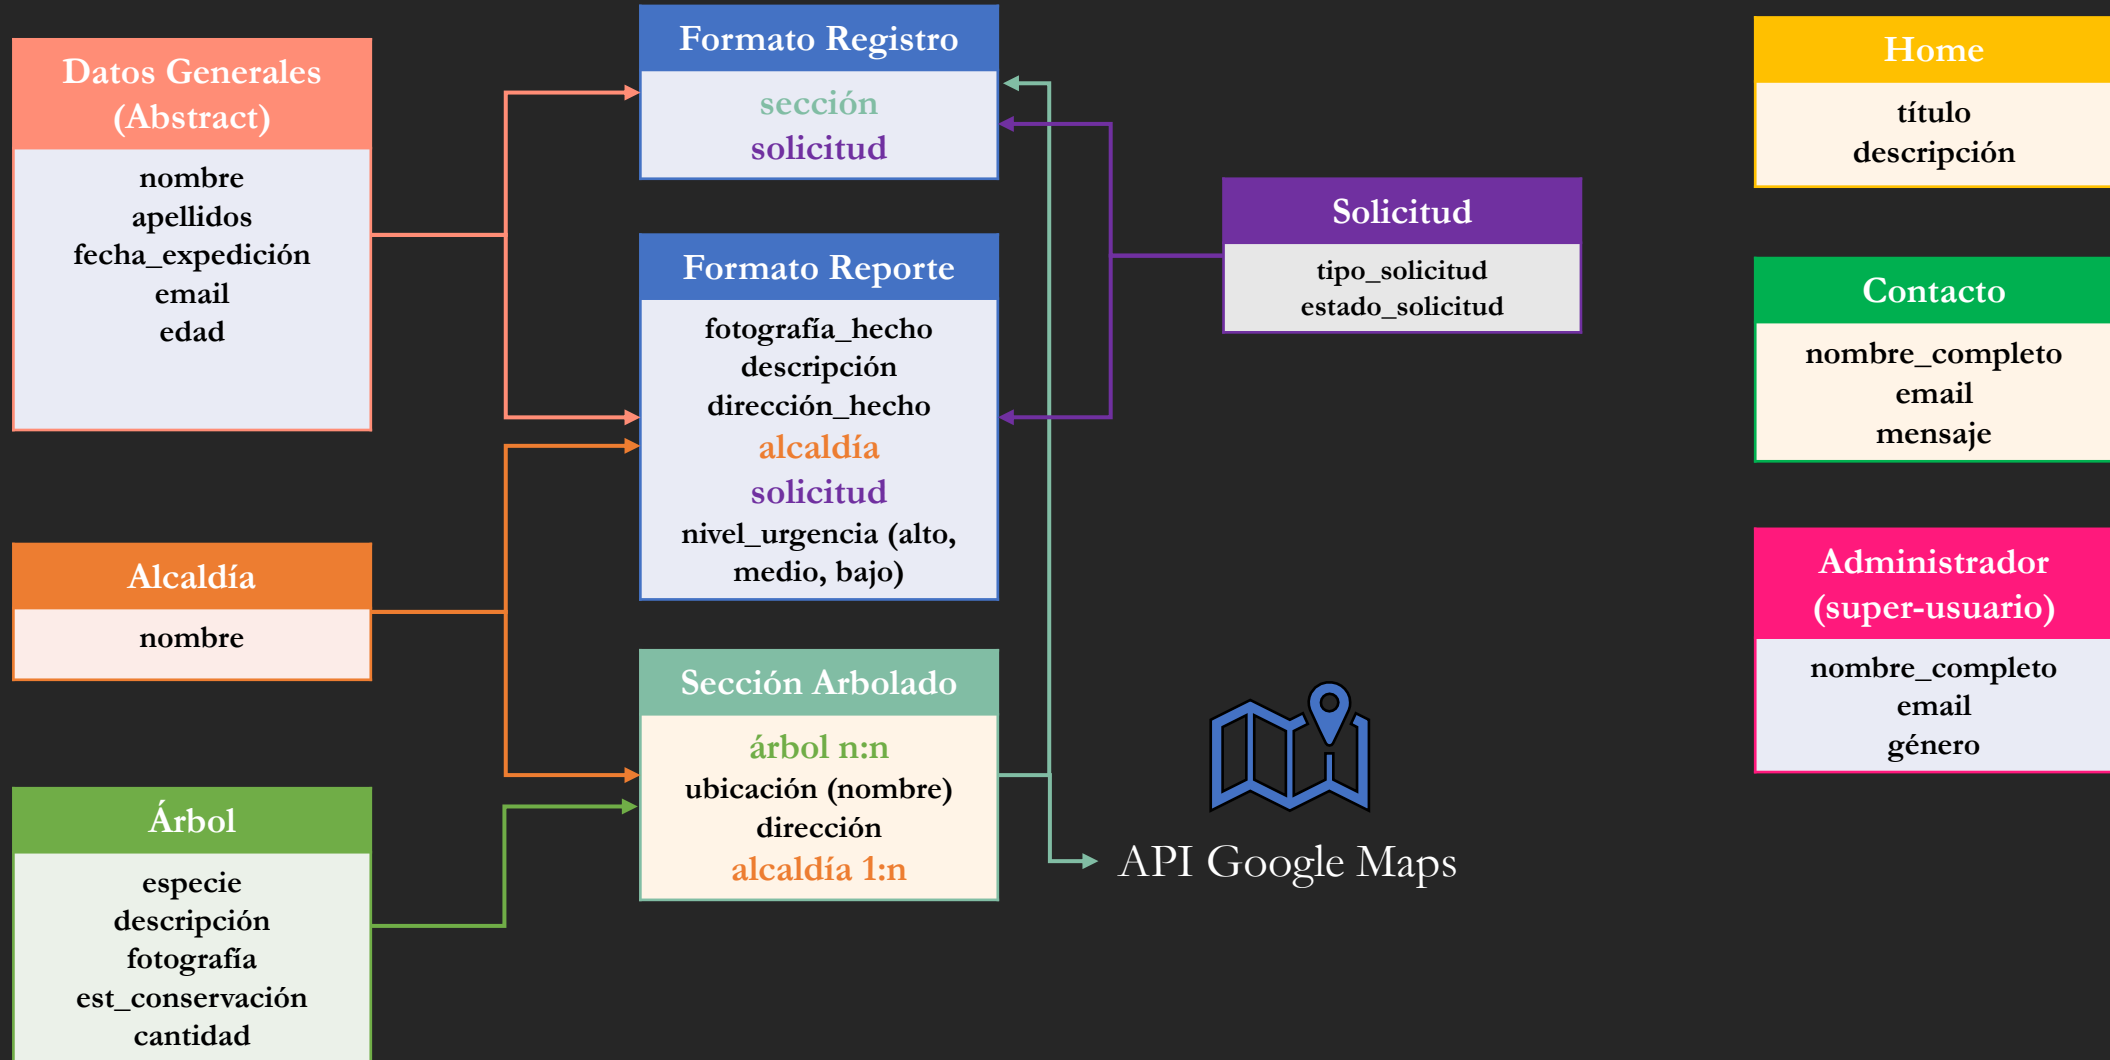 Datos Generales
(Abstract)
nombre
apellidos
fecha_expedición
email
edad
Alcaldía
nombre
Árbol
especie
descripción
fotografía
est_conservación
cantidad
Formato Registro
sección
solicitud
Formato Reporte
fotografía_hecho
descripción
dirección_hecho
alcaldía
solicitud
nivel_urgencia (alto,
medio, bajo)
Sección Arbolado
árbol n:n
ubicación (nombre)
dirección
alcaldía 1:n
Solicitud
tipo_solicitud
estado_solicitud
API Google Maps
Home
título
descripción
Contacto
nombre_completo
email
mensaje
Administrador
(super-usuario)
nombre_completo
email
género